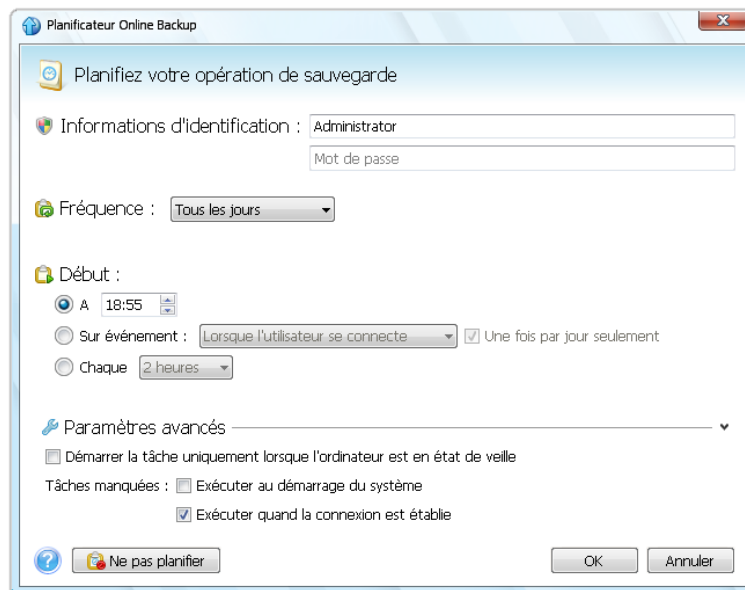 Planificateur Online Backup
Planifiez votre opération de sauvegarde
Informations d'identification : Administrator
Mot de passe
Fréquence : Tous les jours
Début :
A 18:55
Sur événement : Lorsque l'utilisateur se connecte Une fois par jour seulement
Chaque 2 heures
Paramètres avancés
Démarrer la tâche uniquement lorsque l'ordinateur est en état de veille
Tâches manquées : Exécuter au démarrage du système
Exécuter quand la connexion est établie
Ne pas planifier OK Annuler